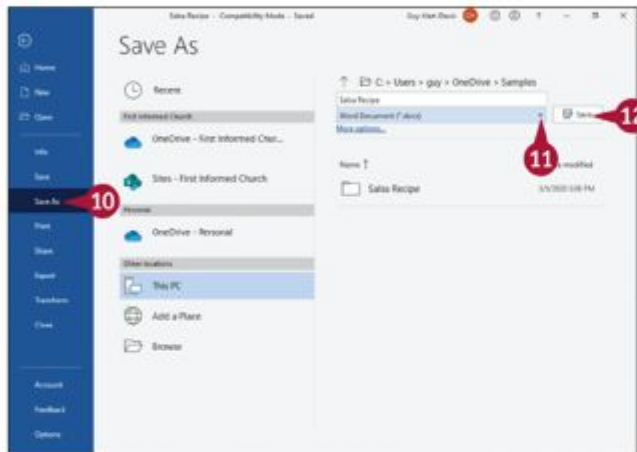 Salsa Recipe - Compatibility Mode - Saved
Guy Hart-Davis
?
Save As
Home
New
Open
Info
Save
Save As
Print
Share
Export
Transform
Close
Account
Feedback
Options
10
Recent
First Informed Church
OneDrive - First Informed Chur...
Sites - First Informed Church
Personal
OneDrive - Personal
Other locations
This PC
Add a Place
Browse
↑ C: > Users > guy > OneDrive > Samples
Salsa Recipe
Word Document (*.docx)
Save
12
More options...
11
Name ↑
modified
Salsa Recipe